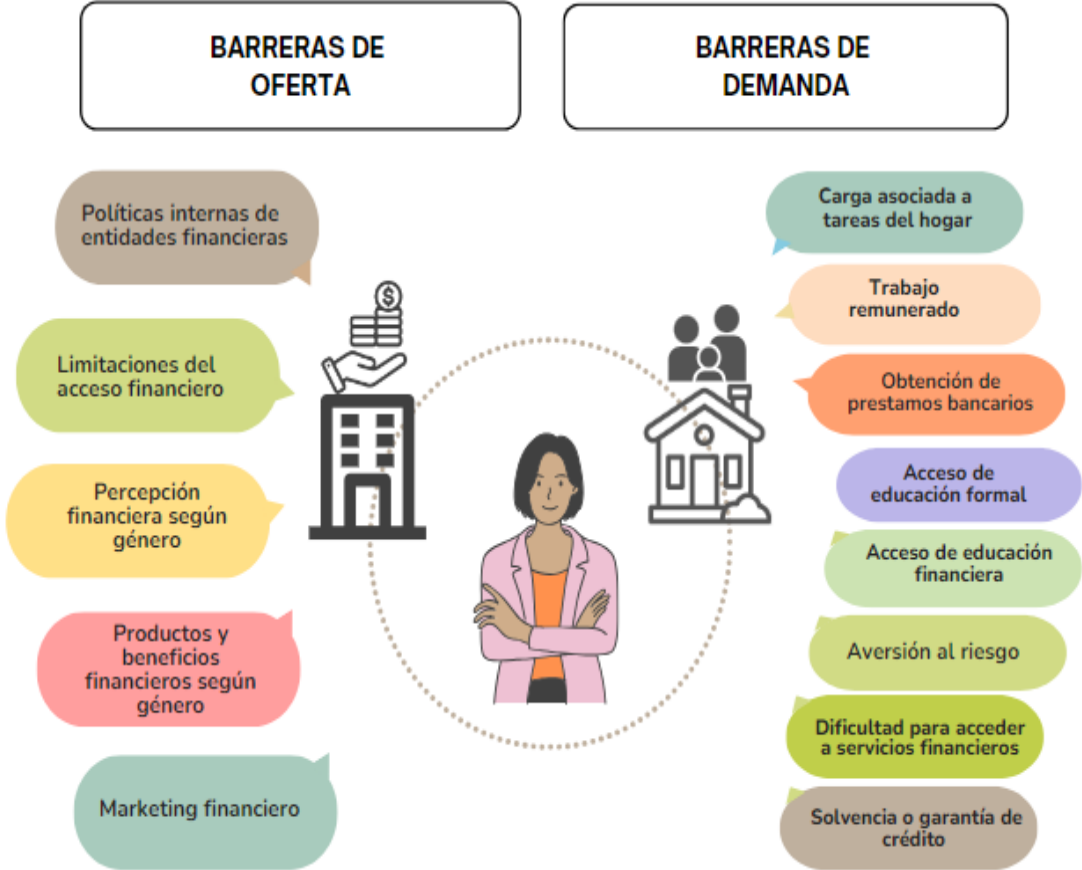 BARRERAS DE
OFERTA
Políticas internas de
entidades financieras
Limitaciones del
acceso financiero
Percepción
financiera según
género
Productos y
beneficios
financieros según
género
Marketing financiero
$
BARRERAS DE
DEMANDA
Carga asociada a
tareas del hogar
Trabajo
remunerado
Obtención de
prestamos bancarios
Acceso de
educación formal
Acceso de educación
financiera
Aversión al riesgo
Dificultad para acceder
a servicios financieros
Solvencia o garantía de
crédito